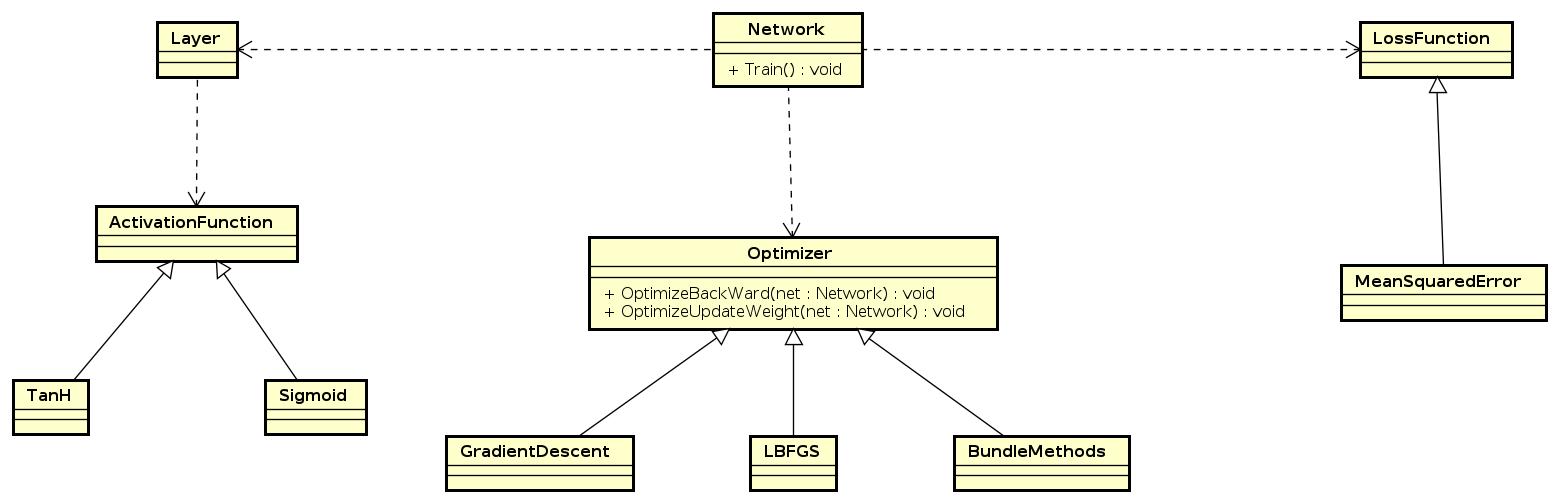 Layer
Network
+ Train() : void
LossFunction
ActivationFunction
Optimizer
+ OptimizeBackWard(net : Network) : void
+ OptimizeUpdateWeight(net : Network) : void
MeanSquaredError
TanH
Sigmoid
GradientDescent
LBFGS
BundleMethods